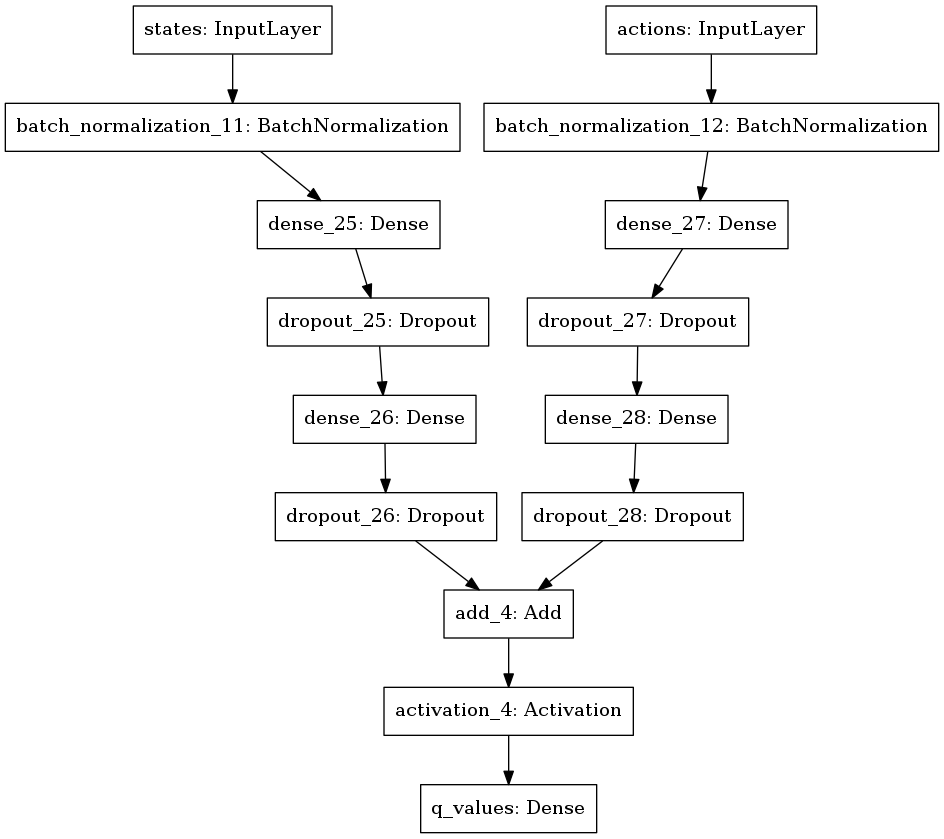 states: InputLayer
actions: InputLayer
batch_normalization_11: BatchNormalization
batch_normalization_12: BatchNormalization
dense_25: Dense
dense_27: Dense
dropout_25: Dropout
dropout_27: Dropout
dense_26: Dense
dense_28: Dense
dropout_26: Dropout
dropout_28: Dropout
add_4: Add
activation_4: Activation
q_values: Dense